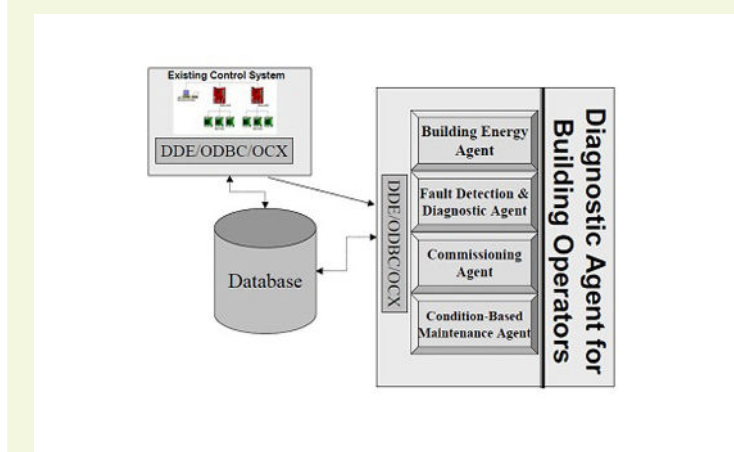 Existing Control System
DDE/ODBC/OCX
Database
DDE/ODBC/OCX
Building Energy
Agent
Fault Detection &
Diagnostic Agent
Commissioning
Agent
Condition-Based
Maintenance Agent
Diagnostic Agent for
Building Operators